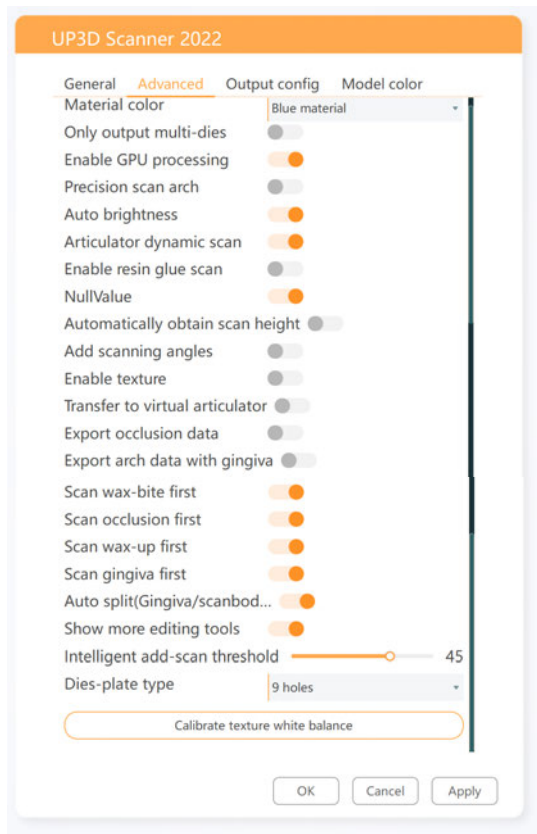 UP3D Scanner 2022
General Advanced Output config Model color
Material color Blue material
Only output multi-dies
Enable GPU processing
Precision scan arch
Auto brightness
Articulator dynamic scan
Enable resin glue scan
NullValue
Automatically obtain scan height
Add scanning angles
Enable texture
Transfer to virtual articulator
Export occlusion data
Export arch data with gingiva
Scan wax-bite first
Scan occlusion first
Scan wax-up first
Scan gingiva first
Auto split(Gingiva/scanbod...
Show more editing tools
Intelligent add-scan threshold 45
Dies-plate type 9 holes
Calibrate texture white balance
OK Cancel Apply